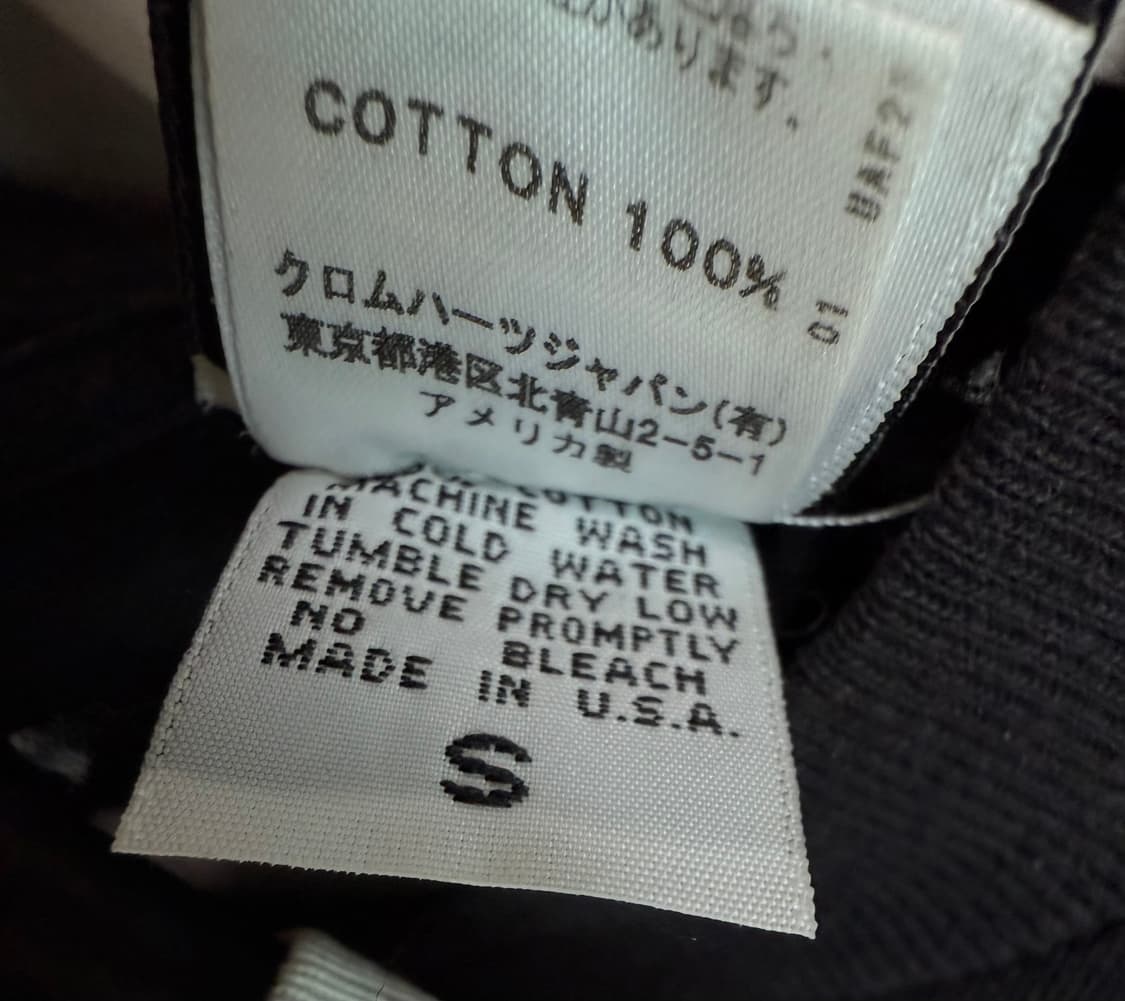 があります。
COTTON 100%
クロムハーツジャパン(有)
東京都港区北青山2-5-1
アメリカ製
01
COTTON
MACHINE WASH
IN COLD WATER
TUMBLE DRY LOW
REMOVE PROMPTLY
NO BLEACH
MADE IN U.S.A.
S